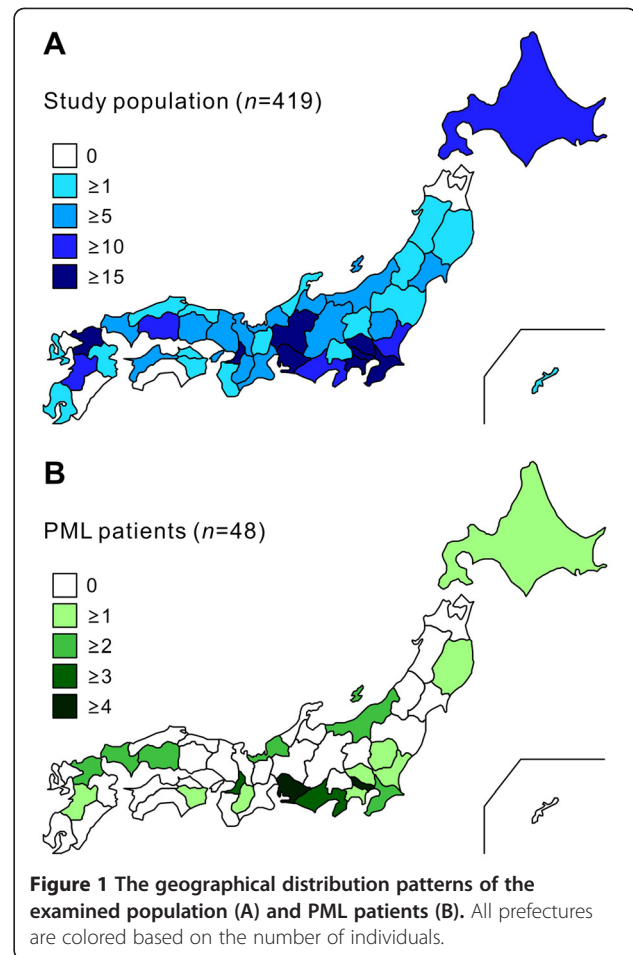 A
Study population (n=419)
0
≥1
≥5
≥10
≥15
B
PML patients (n=48)
0
≥1
≥2
≥3
≥4
Figure 1 The geographical distribution patterns of the
examined population (A) and PML patients (B). All prefectures
are colored based on the number of individuals.